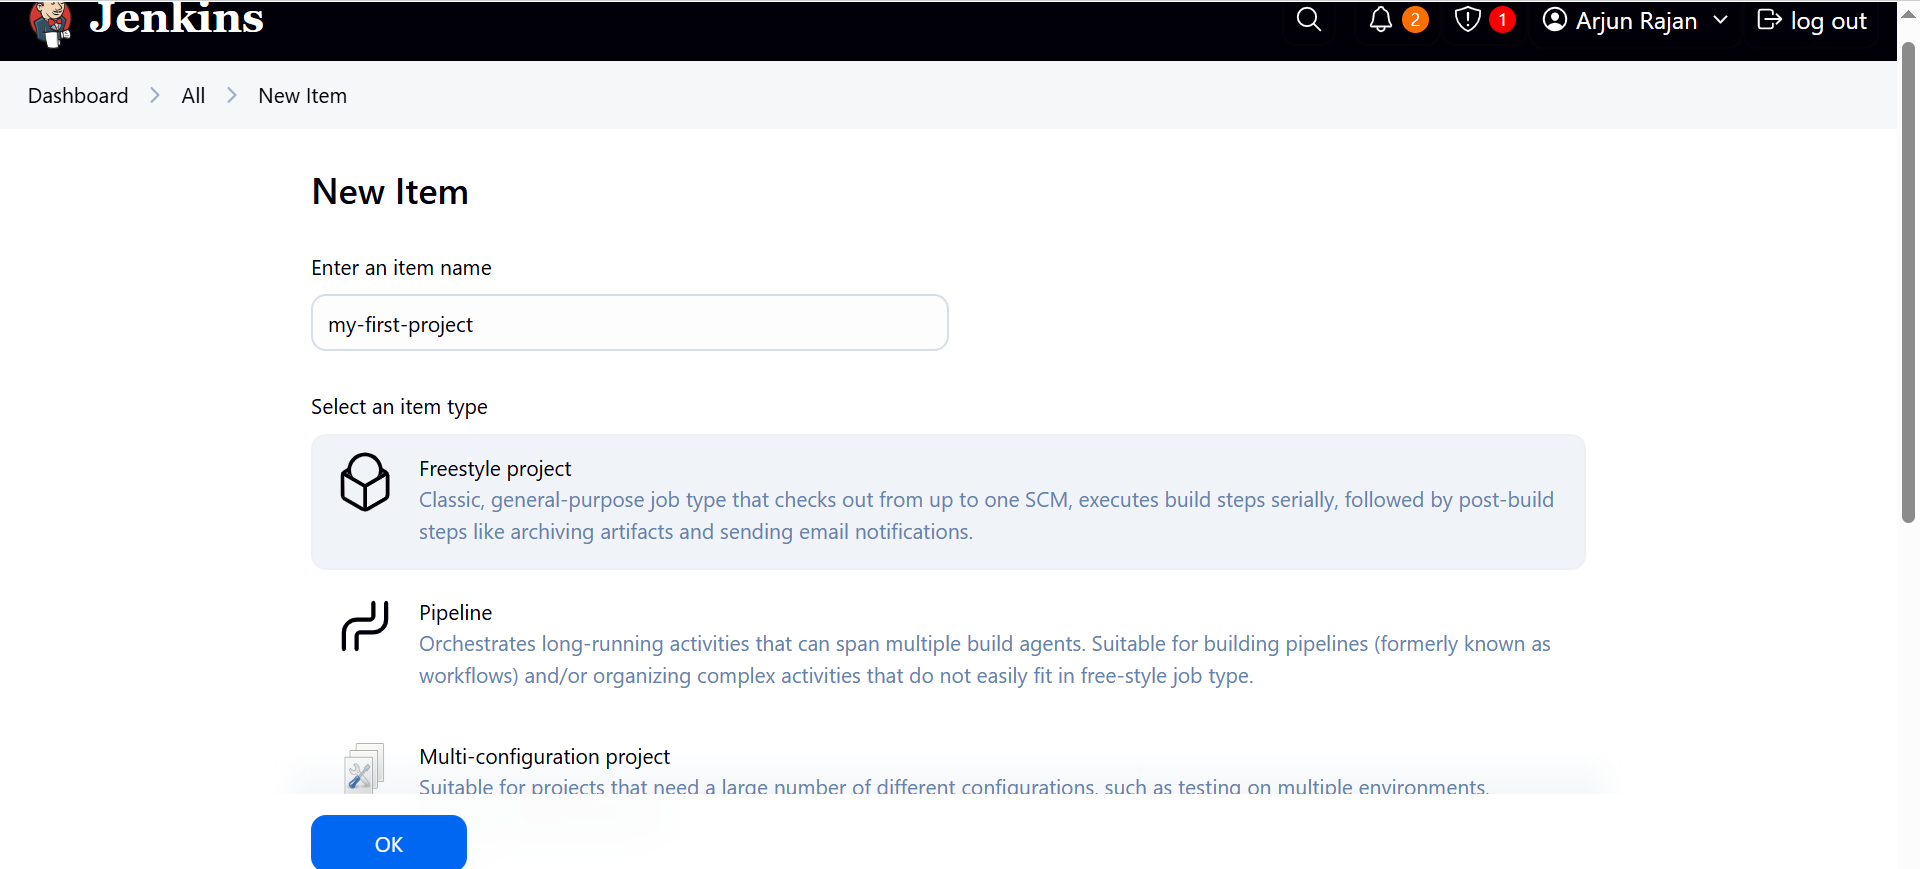 Jenkins
2
1
Arjun Rajan
log out
Dashboard > All > New Item
New Item
Enter an item name
my-first-project
Select an item type
Freestyle project
Classic, general-purpose job type that checks out from up to one SCM, executes build steps serially, followed by post-build
steps like archiving artifacts and sending email notifications.
Pipeline
Orchestrates long-running activities that can span multiple build agents. Suitable for building pipelines (formerly known as
workflows) and/or organizing complex activities that do not easily fit in free-style job type.
Multi-configuration project
Suitable for projects that need a large number of different configurations, such as testing on multiple environments.
OK